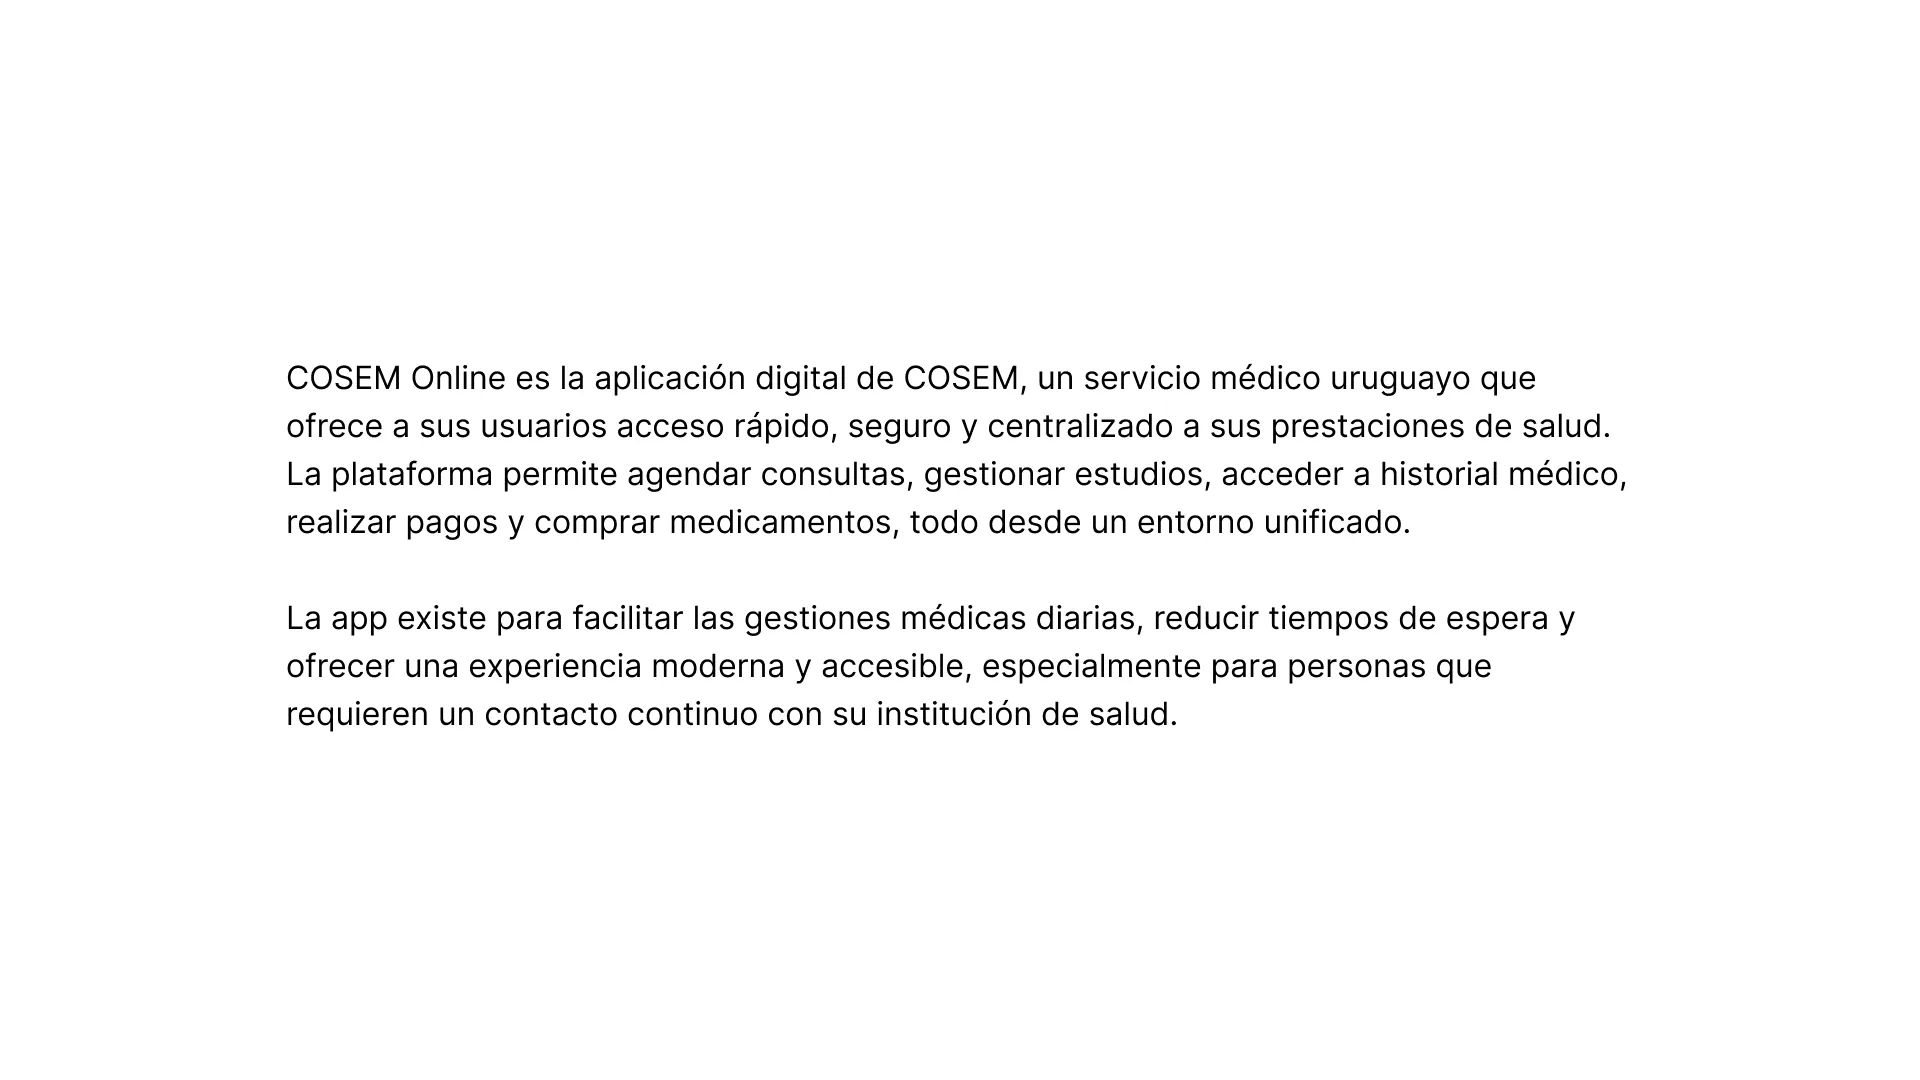 COSEM Online es la aplicación digital de COSEM, un servicio médico uruguayo que
ofrece a sus usuarios acceso rápido, seguro y centralizado a sus prestaciones de salud.
La plataforma permite agendar consultas, gestionar estudios, acceder a historial médico,
realizar pagos y comprar medicamentos, todo desde un entorno unificado.
La app existe para facilitar las gestiones médicas diarias, reducir tiempos de espera y
ofrecer una experiencia moderna y accesible, especialmente para personas que
requieren un contacto continuo con su institución de salud.